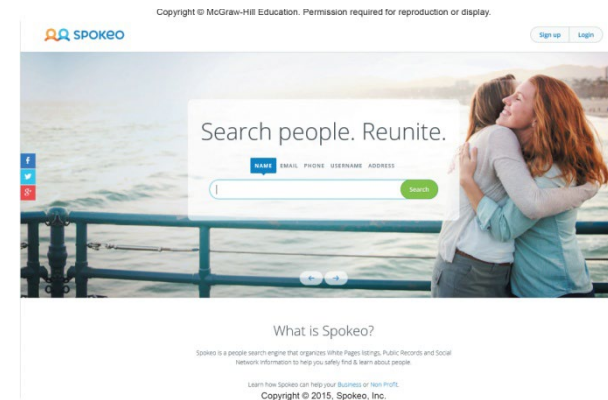 Copyright © McGraw-Hill Education. Permission required for reproduction or display.
SPOKEO
Sign up Login
Search people. Reunite.
NAME EMAIL PHONE USERNAME ADDRESS
Search
What is Spokeo?
Spokeo is a people search engine that organizes White Pages listings, Public Records and Social
Network Information to help you safely find & learn about people.
Learn how Spokeo can help your Business or Non Profit.
Copyright © 2015, Spokeo, Inc.